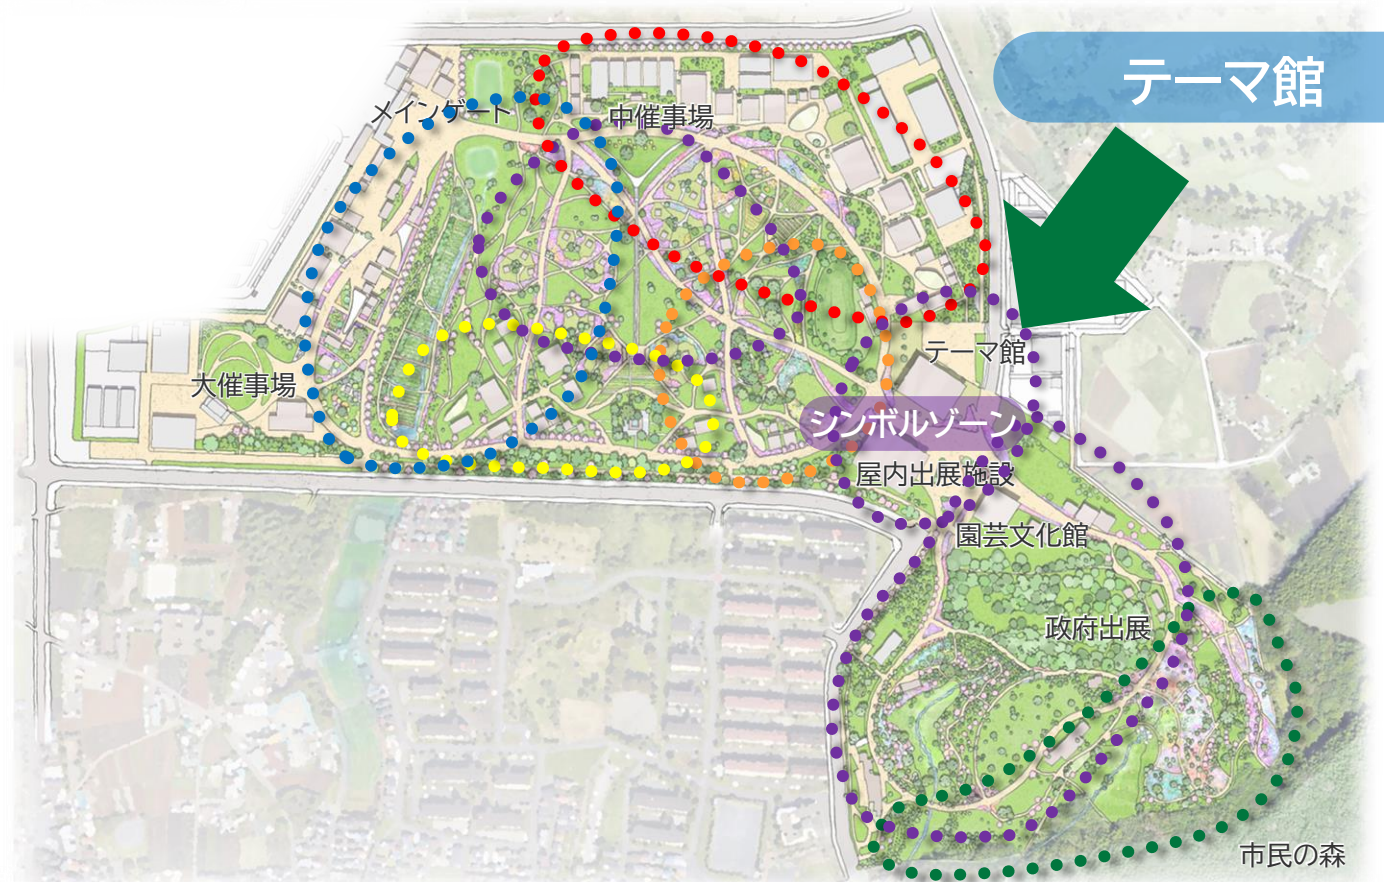 テーマ館
メインゲート
中催事場
テーマ館
大催事場
シンボルゾーン
屋内出展施設
園芸文化館
政府出展
市民の森